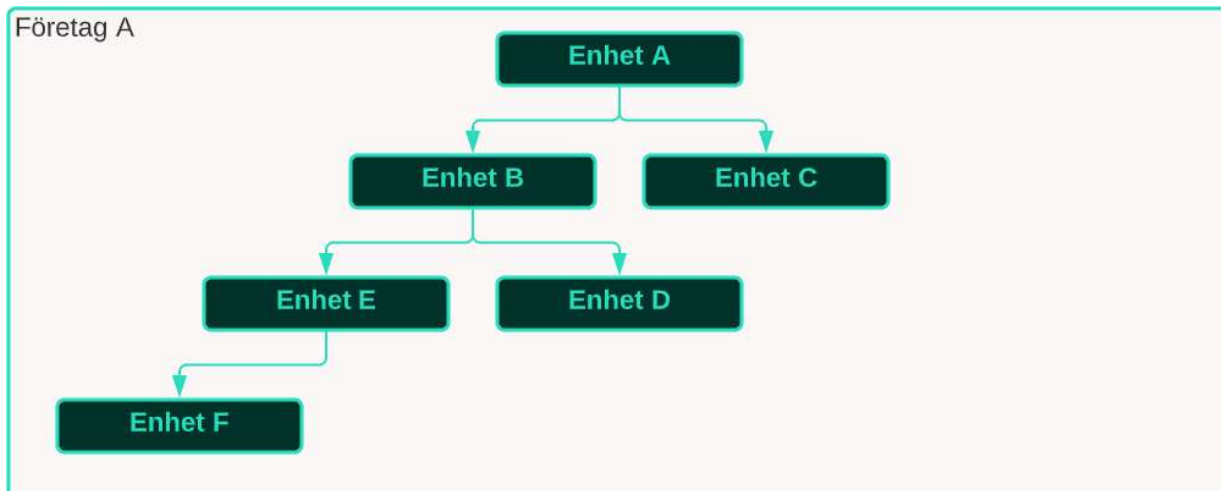 Företag A
Enhet A
Enhet B
Enhet C
Enhet E
Enhet D
Enhet F